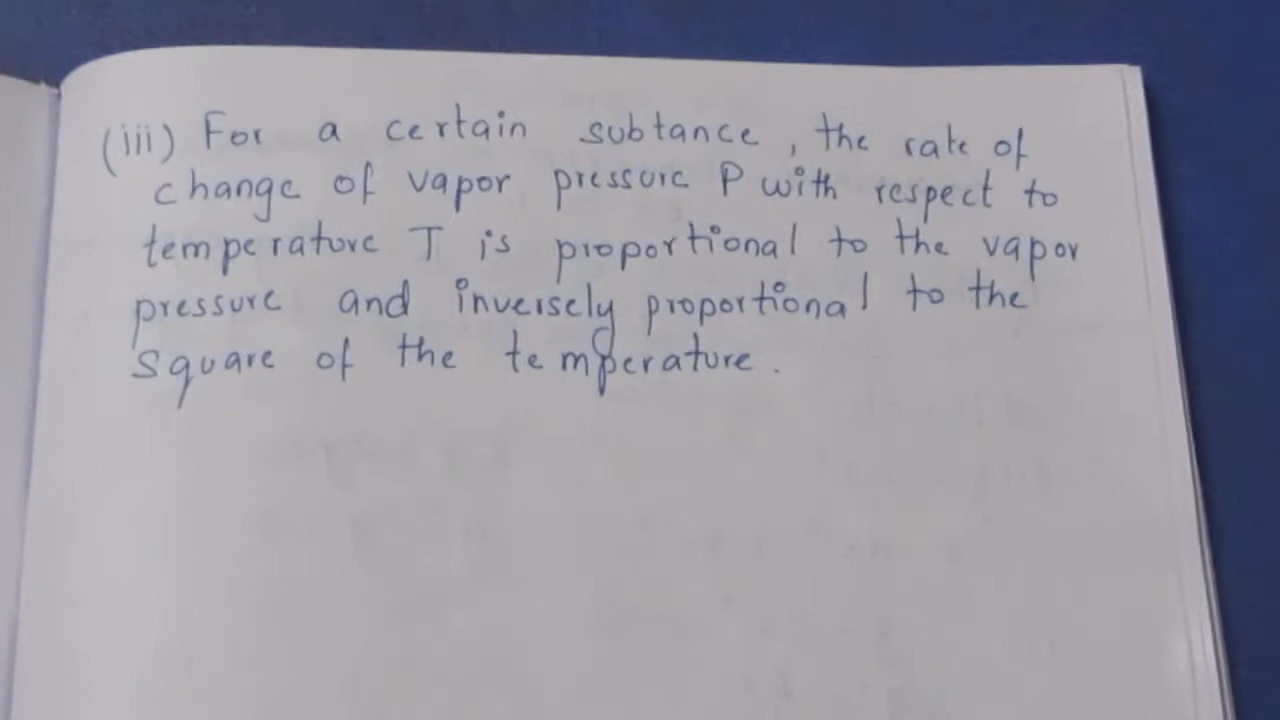 (iii) For a certain subtance, the rate of
change of vapor pressure P with respect to
temperature T is proportional to the vapor
pressure and inversely proportional to the
square of the temperature.